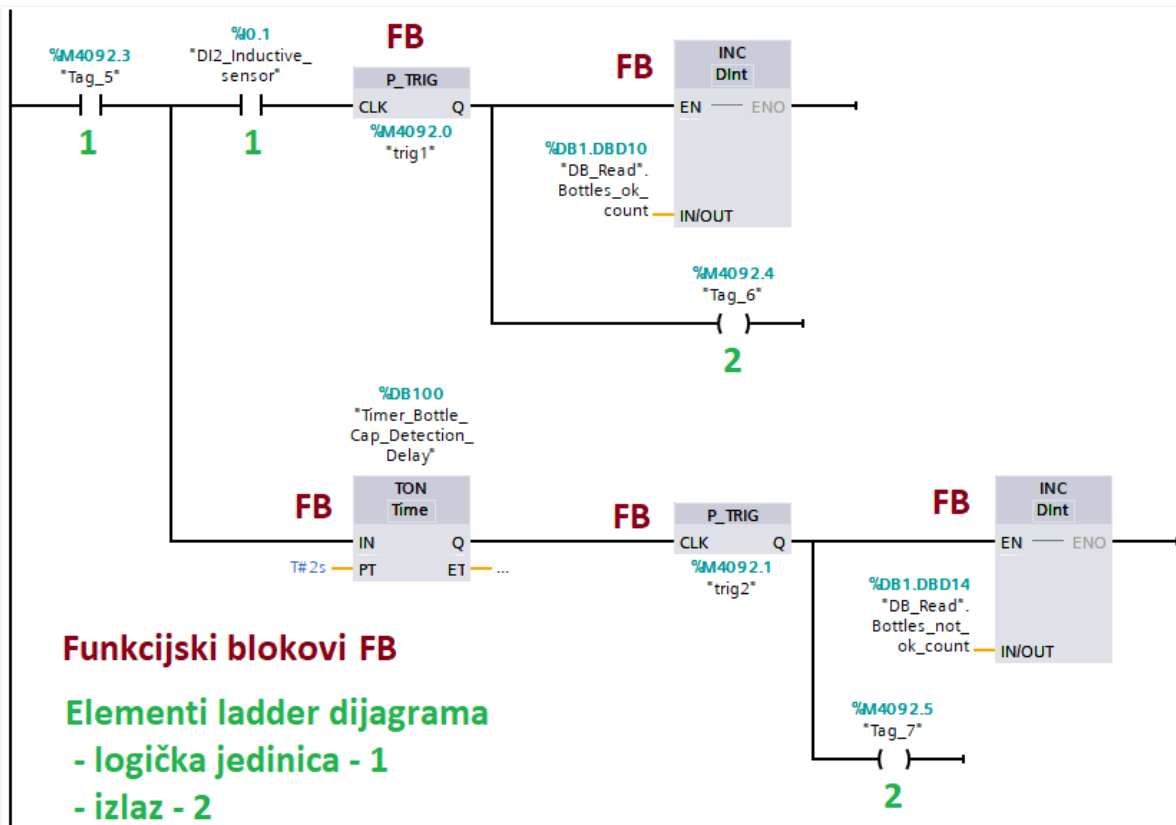 FB
%M4092.3
"Tag_5"
1
%I0.1
"DI2_Inductive_
sensor"
1
P_TRIG
CLK Q
%M4092.0
"trig1"
FB
INC
DInt
EN ENO
%DB1.DBD10
"DB_Read".
Bottles_ok_
count
IN/OUT
%M4092.4
"Tag_6"
2
%DB100
"Timer_Bottle_
Cap_Detection_
Delay"
FB
TON
Time
IN Q
T#2s PT ET ...
FB
P_TRIG
CLK Q
%M4092.1
"trig2"
FB
INC
DInt
EN ENO
%DB1.DBD14
"DB_Read".
Bottles_not_
ok_count
IN/OUT
%M4092.5
"Tag_7"
2
Funkcijski blokovi FB
Elementi ladder dijagrama
- logička jedinica - 1
- izlaz - 2